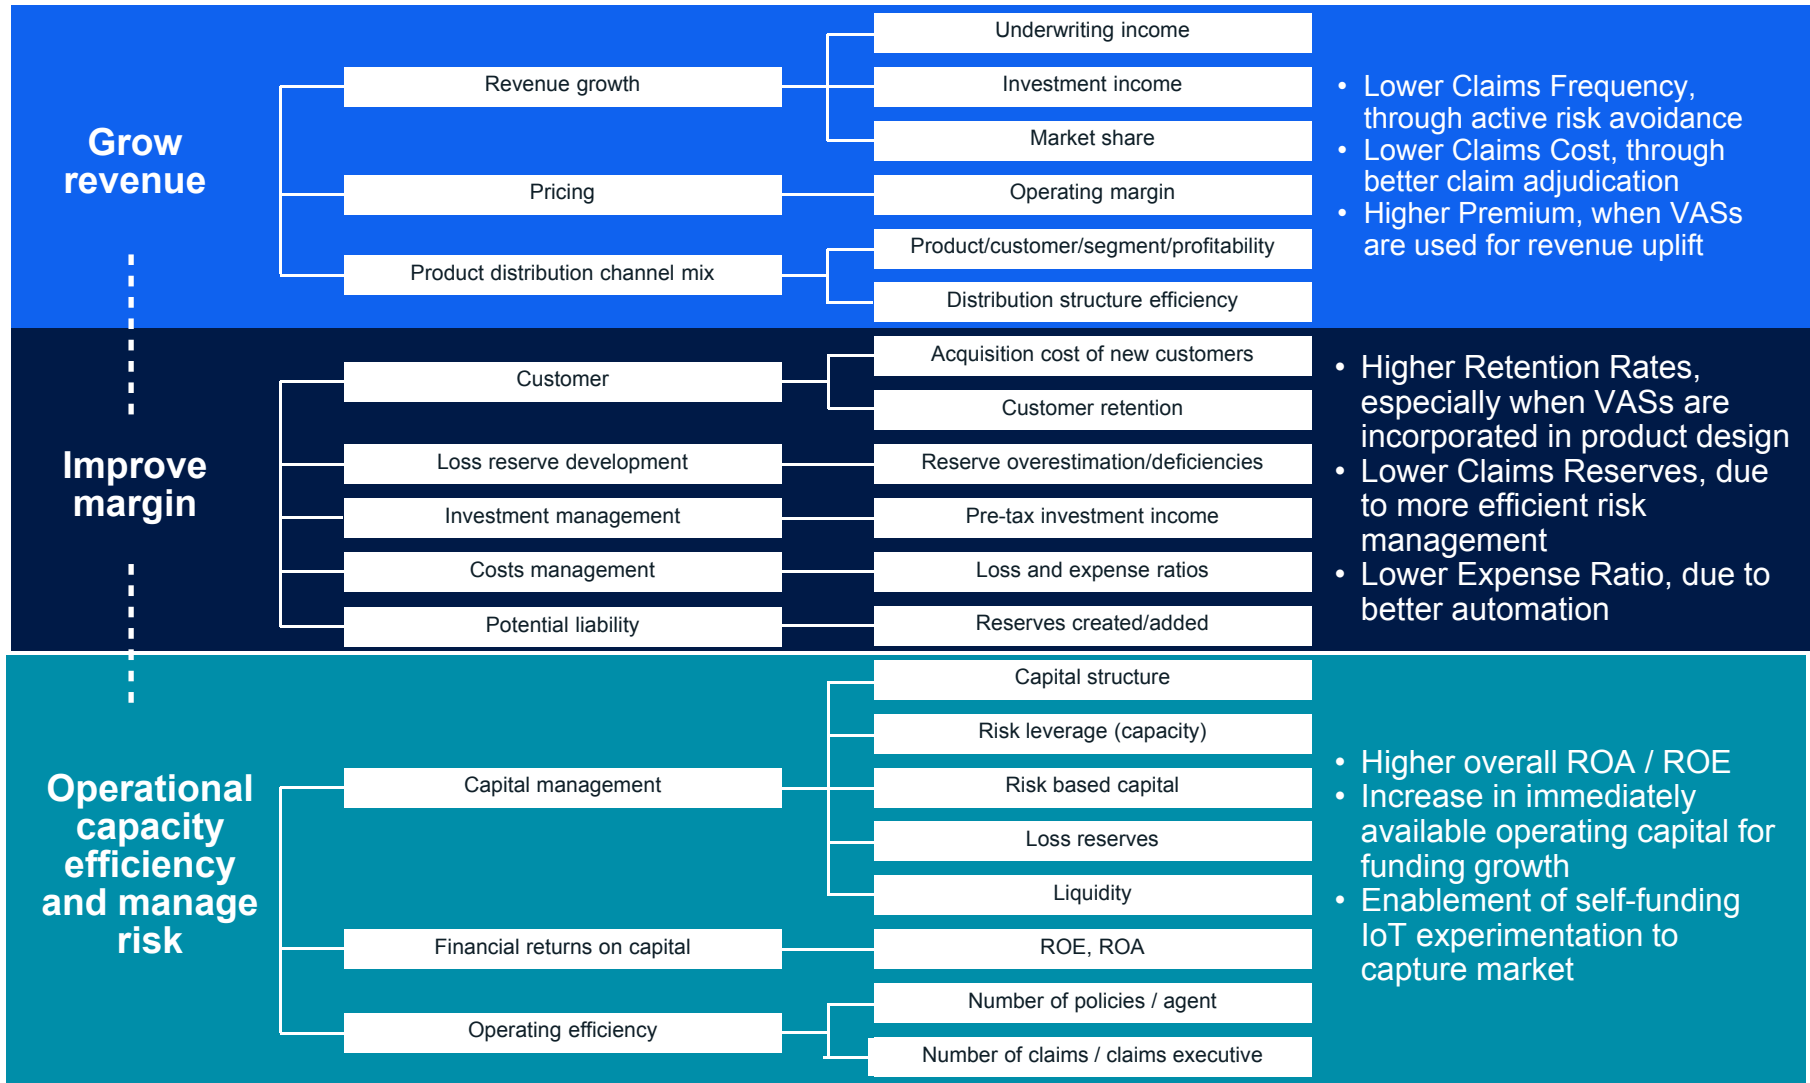 Grow
revenue
Revenue growth
Pricing
Product distribution channel mix
Underwriting income
Investment income
Market share
Operating margin
Product/customer/segment/profitability
Distribution structure efficiency
• Lower Claims Frequency,
through active risk avoidance
• Lower Claims Cost, through
better claim adjudication
• Higher Premium, when VASs
are used for revenue uplift
Improve
margin
Customer
Loss reserve development
Investment management
Costs management
Potential liability
Acquisition cost of new customers
Customer retention
Reserve overestimation/deficiencies
Pre-tax investment income
Loss and expense ratios
Reserves created/added
• Higher Retention Rates,
especially when VASs are
incorporated in product design
• Lower Claims Reserves, due
to more efficient risk
management
• Lower Expense Ratio, due to
better automation
Operational
capacity
efficiency
and manage
risk
Capital management
Financial returns on capital
Operating efficiency
Capital structure
Risk leverage (capacity)
Risk based capital
Loss reserves
Liquidity
ROE, ROA
Number of policies / agent
Number of claims / claims executive
• Higher overall ROA / ROE
• Increase in immediately
available operating capital for
funding growth
• Enablement of self-funding
IoT experimentation to
capture market